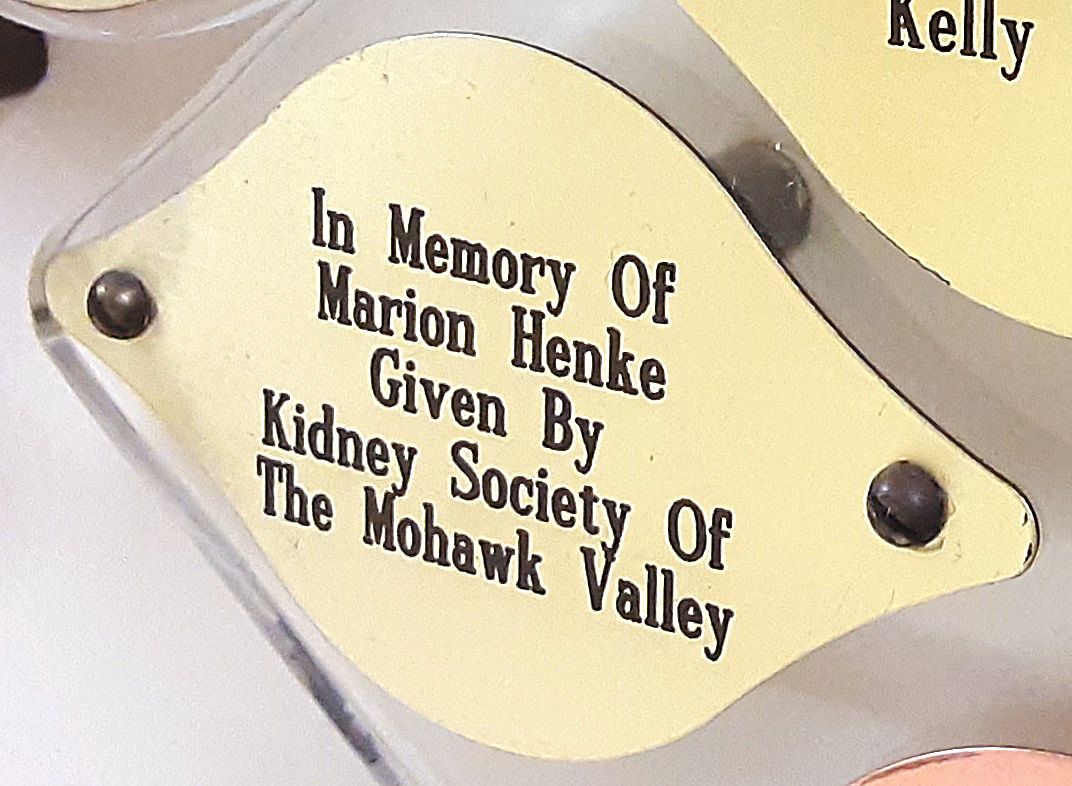 Kelly
In Memory Of
Marion Henke
Given By
Kidney Society Of
The Mohawk Valley